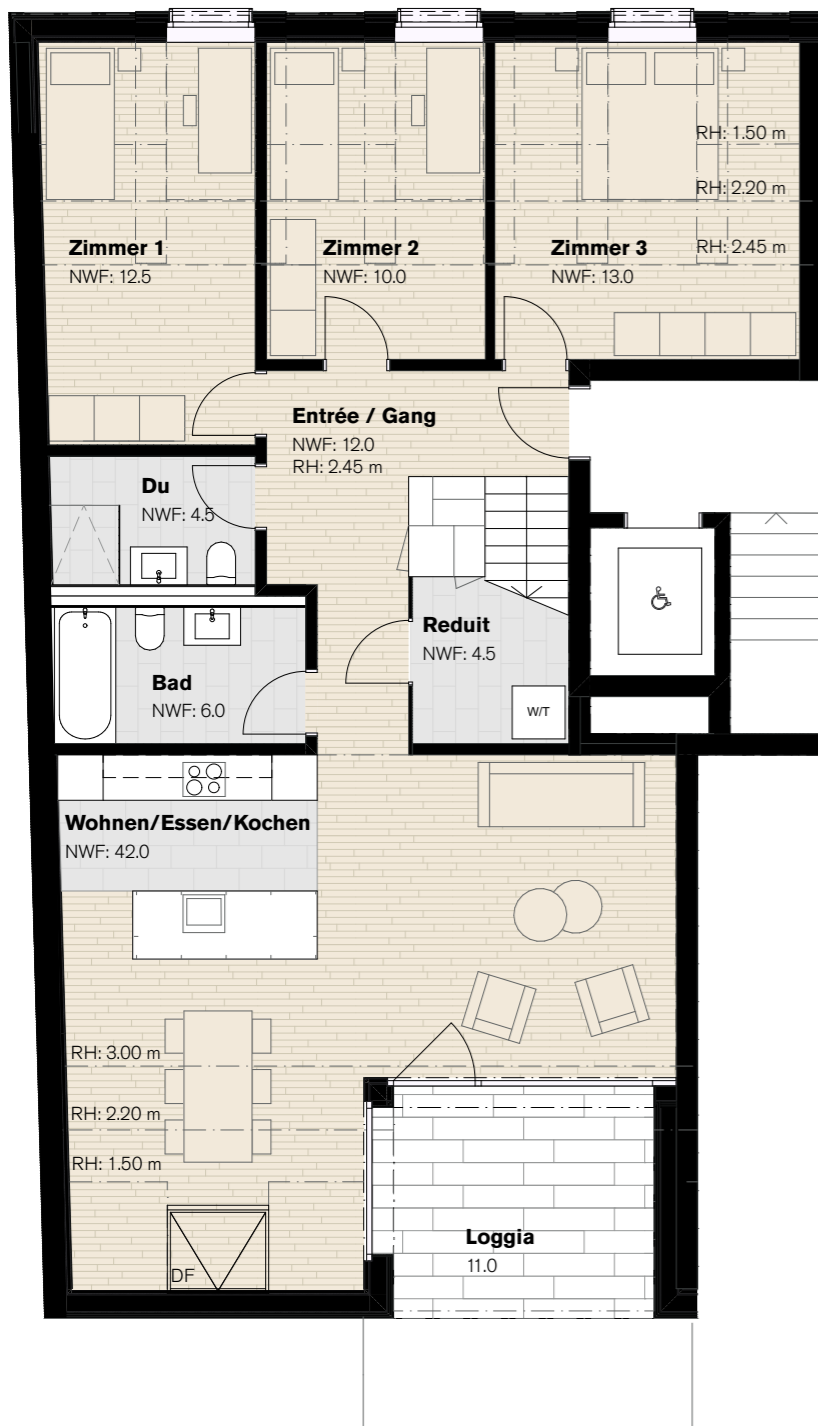 RH: 1.50 m
RH: 2.20 m
Zimmer 1
NWF: 12.5
Zimmer 2
NWF: 10.0
Zimmer 3
NWF: 13.0
RH: 2.45 m
Entrée / Gang
NWF: 12.0
RH: 2.45 m
Du
NWF: 4.5
Reduit
NWF: 4.5
Bad
NWF: 6.0
W/T
Wohnen/Essen/Kochen
NWF: 42.0
RH: 3.00 m
RH: 2.20 m
RH: 1.50 m
Loggia
11.0
DF